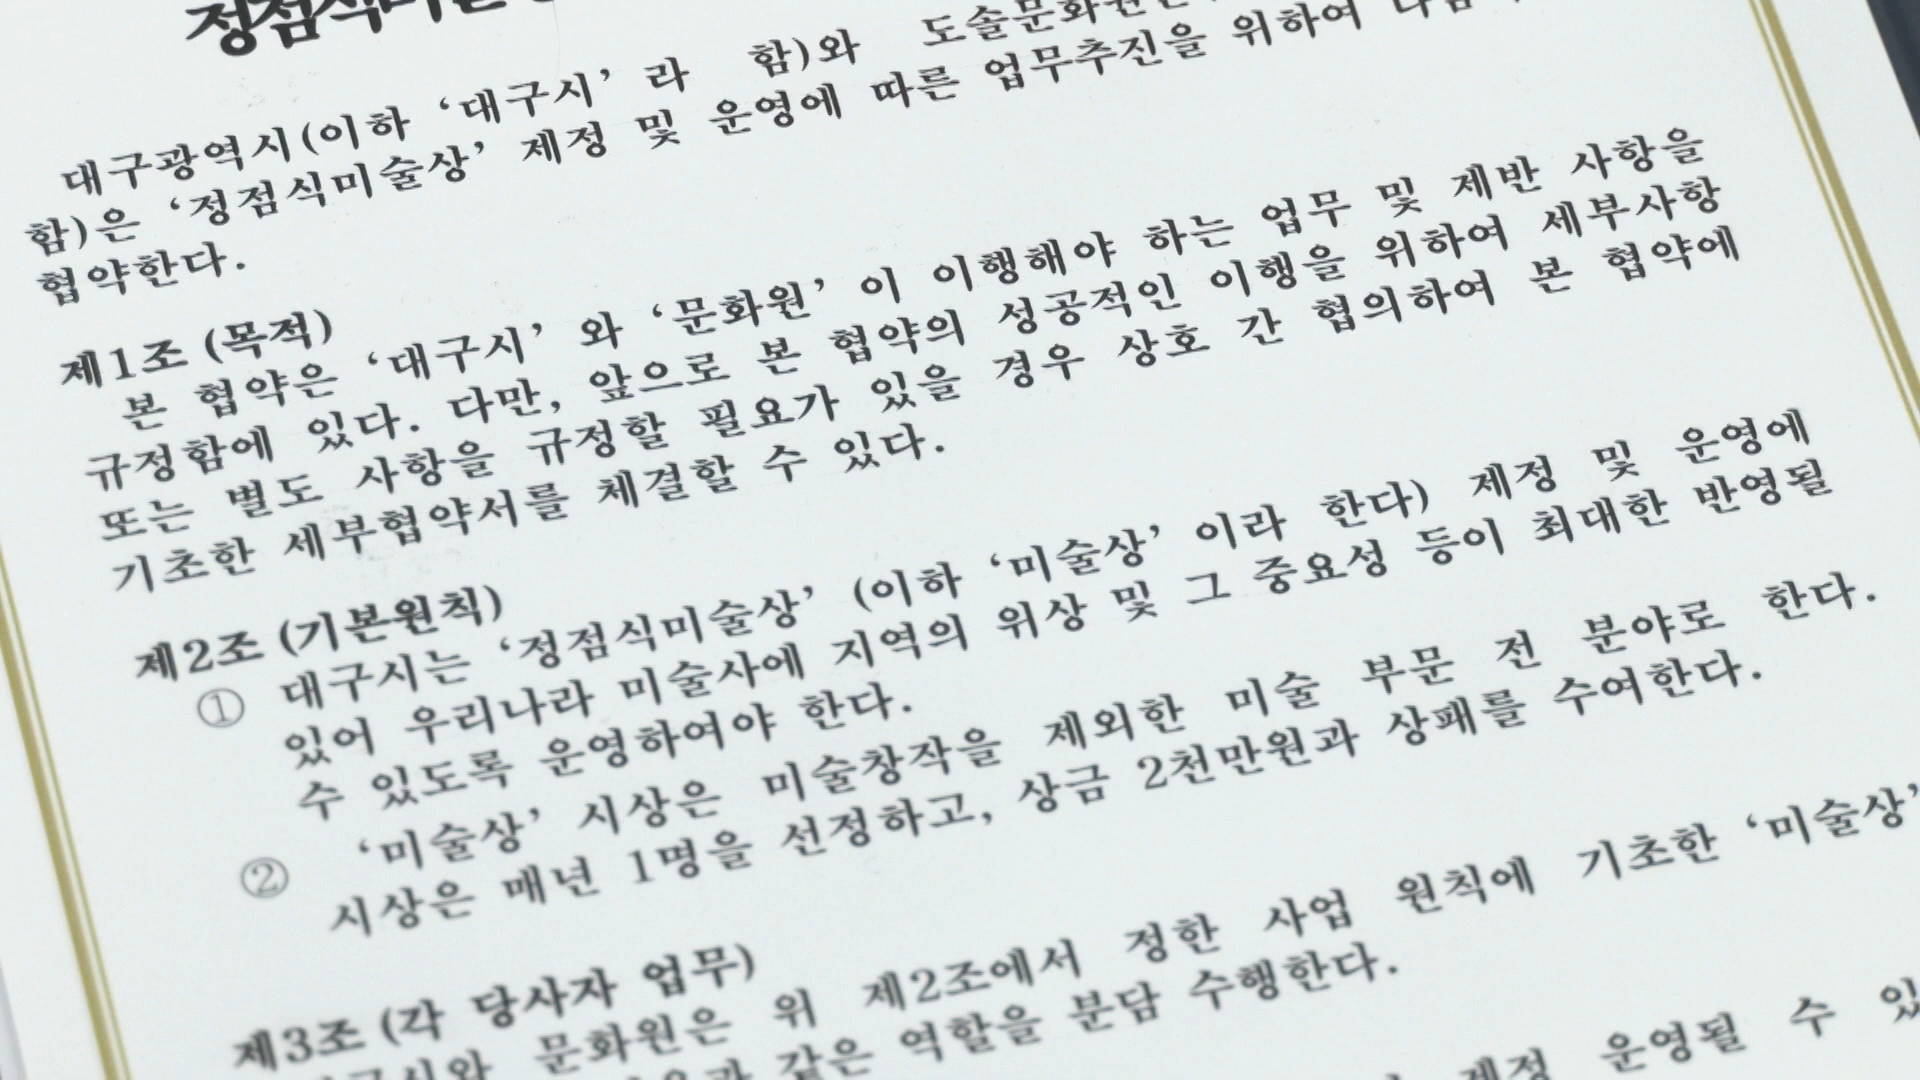 정점식미술
대구광역시(이하 ‘대구시’ 라 함)와 도솔문화원
함)은 ‘정점식미술상’ 제정 및 운영에 따른 업무추진을 위하여
협약한다.
제1조 (목적)
본 협약은 ‘대구시’ 와 ‘문화원’ 이 이행해야 하는 업무 및 제반 사항을
규정함에 있다. 다만, 앞으로 본 협약의 성공적인 이행을 위하여 세부사항
또는 별도 사항을 규정할 필요가 있을 경우 상호 간 협의하여 본 협약에
기초한 세부협약서를 체결할 수 있다.
제2조 (기본원칙)
① 대구시는 ‘정점식미술상’ (이하 ‘미술상’ 이라 한다) 제정 및 운영에
있어 우리나라 미술사에 지역의 위상 및 그 중요성 등이 최대한 반영될
수 있도록 운영하여야 한다.
② ‘미술상’ 시상은 미술창작을 제외한 미술 부문 전 분야로 한다.
시상은 매년 1명을 선정하고, 상금 2천만원과 상패를 수여한다.
제3조 (각 당사자 업무)
문화원은 위 제2조에서 정한 사업 원칙에 기초한 ‘미술상’
같은 역할을 분담 수행한다.
제정 운영될 수